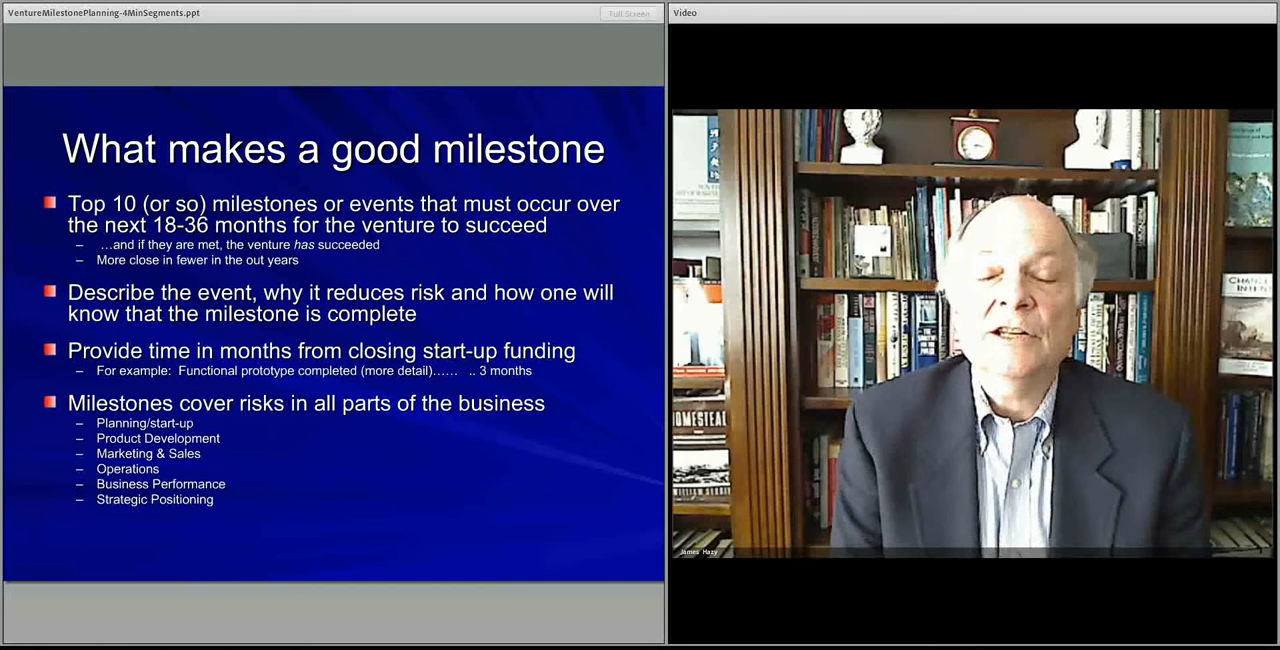 VentureMilestonePlanning-4MinSegments.ppt
Full Screen
Video
What makes a good milestone
Top 10 (or so) milestones or events that must occur over
the next 18-36 months for the venture to succeed
– …and if they are met, the venture has succeeded
– More close in fewer in the out years
Describe the event, why it reduces risk and how one will
know that the milestone is complete
Provide time in months from closing start-up funding
– For example: Functional prototype completed (more detail)…… .. 3 months
Milestones cover risks in all parts of the business
– Planning/start-up
– Product Development
– Marketing & Sales
– Operations
– Business Performance
– Strategic Positioning
HOMESTEAD
James Hazy